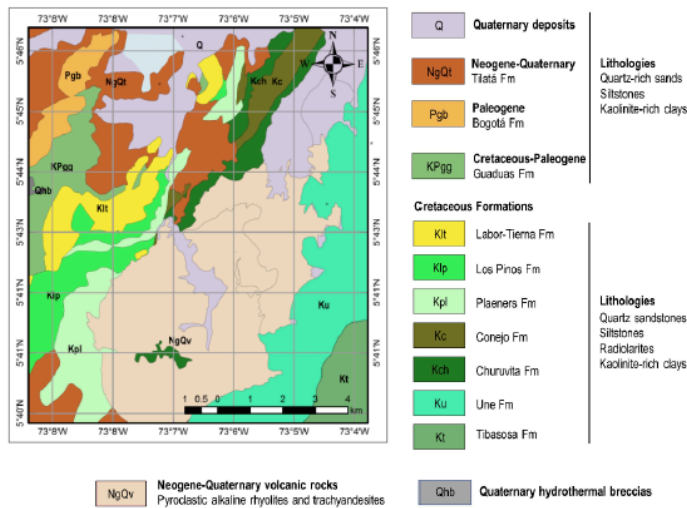 73°8'W 73°8'W 73°7'W 73°6'W 73°5'W 73°4'W
5°46'N
5°45'N
5°44'N
5°43'N
5°41'N
5°41'N
5°40'N
5°46'N
5°45'N
5°44'N
5°43'N
5°41'N
5°41'N
5°40'N
N
W E
S
Q
Pgb
NgQt
Kch Kc
KPgg
Qhb
Klt
Klp
Ku
NgQv
Kpl
Kt
1 0.5 0 1 2 3 4
km
73°8'W 73°8'W 73°7'W 73°6'W 73°5'W 73°4'W
Q Quaternary deposits
NgQt Neogene-Quaternary
Tilatá Fm
Pgb Paleogene
Bogotá Fm
KPgg Cretaceous-Paleogene
Guaduas Fm
Lithologies
Quartz-rich sands
Siltstones
Kaolinite-rich clays
Cretaceous Formations
Klt Labor-Tierna Fm
Klp Los Pinos Fm
Kpl Plaeners Fm
Kc Conejo Fm
Kch Churuvita Fm
Ku Une Fm
Kt Tibasosa Fm
Lithologies
Quartz sandstones
Siltstones
Radiolarites
Kaolinite-rich clays
NgQv Neogene-Quaternary volcanic rocks
Pyroclastic alkaline rhyolites and trachyandesites
Qhb Quaternary hydrothermal breccias